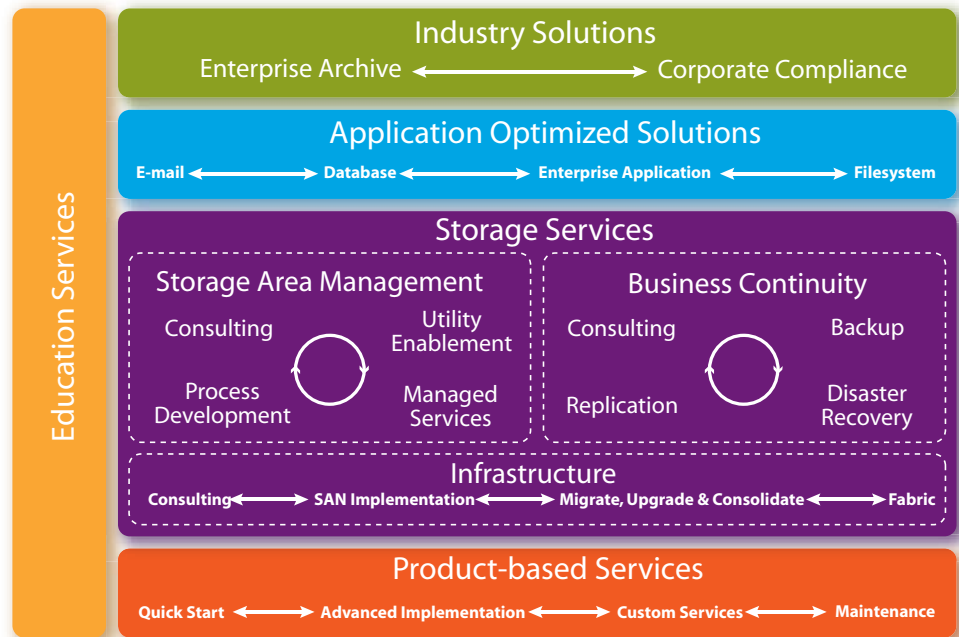 Education Services
Industry Solutions
Enterprise Archive Corporate Compliance
Application Optimized Solutions
E-mail Database Enterprise Application Filesystem
Storage Services
Storage Area Management
Consulting
Utility
Enablement
Process
Development
Managed
Services
Business Continuity
Consulting
Backup
Replication
Disaster
Recovery
Infrastructure
Consulting SAN Implementation Migrate, Upgrade & Consolidate Fabric
Product-based Services
Quick Start Advanced Implementation Custom Services Maintenance